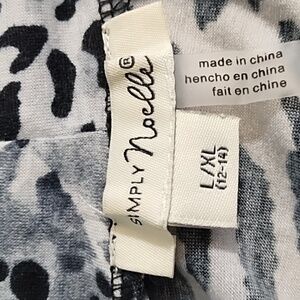 SIMPLY noelle®
L/XL
(12-14)
made in china
hencho en china
fait en chine